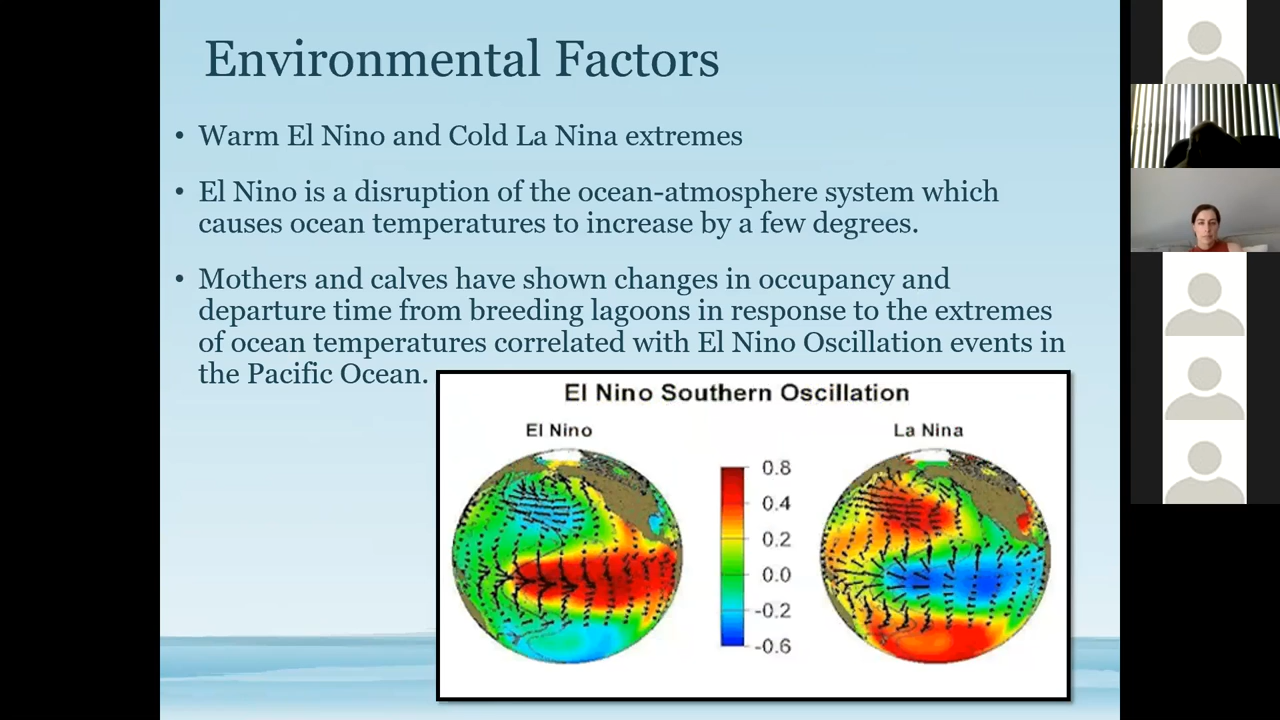 Environmental Factors
• Warm El Nino and Cold La Nina extremes
• El Nino is a disruption of the ocean-atmosphere system which
causes ocean temperatures to increase by a few degrees.
• Mothers and calves have shown changes in occupancy and
departure time from breeding lagoons in response to the extremes
of ocean temperatures correlated with El Nino Oscillation events in
the Pacific Ocean.
El Nino Southern Oscillation
El Nino
La Nina
0.8
0.4
0.2
0.0
-0.2
-0.6